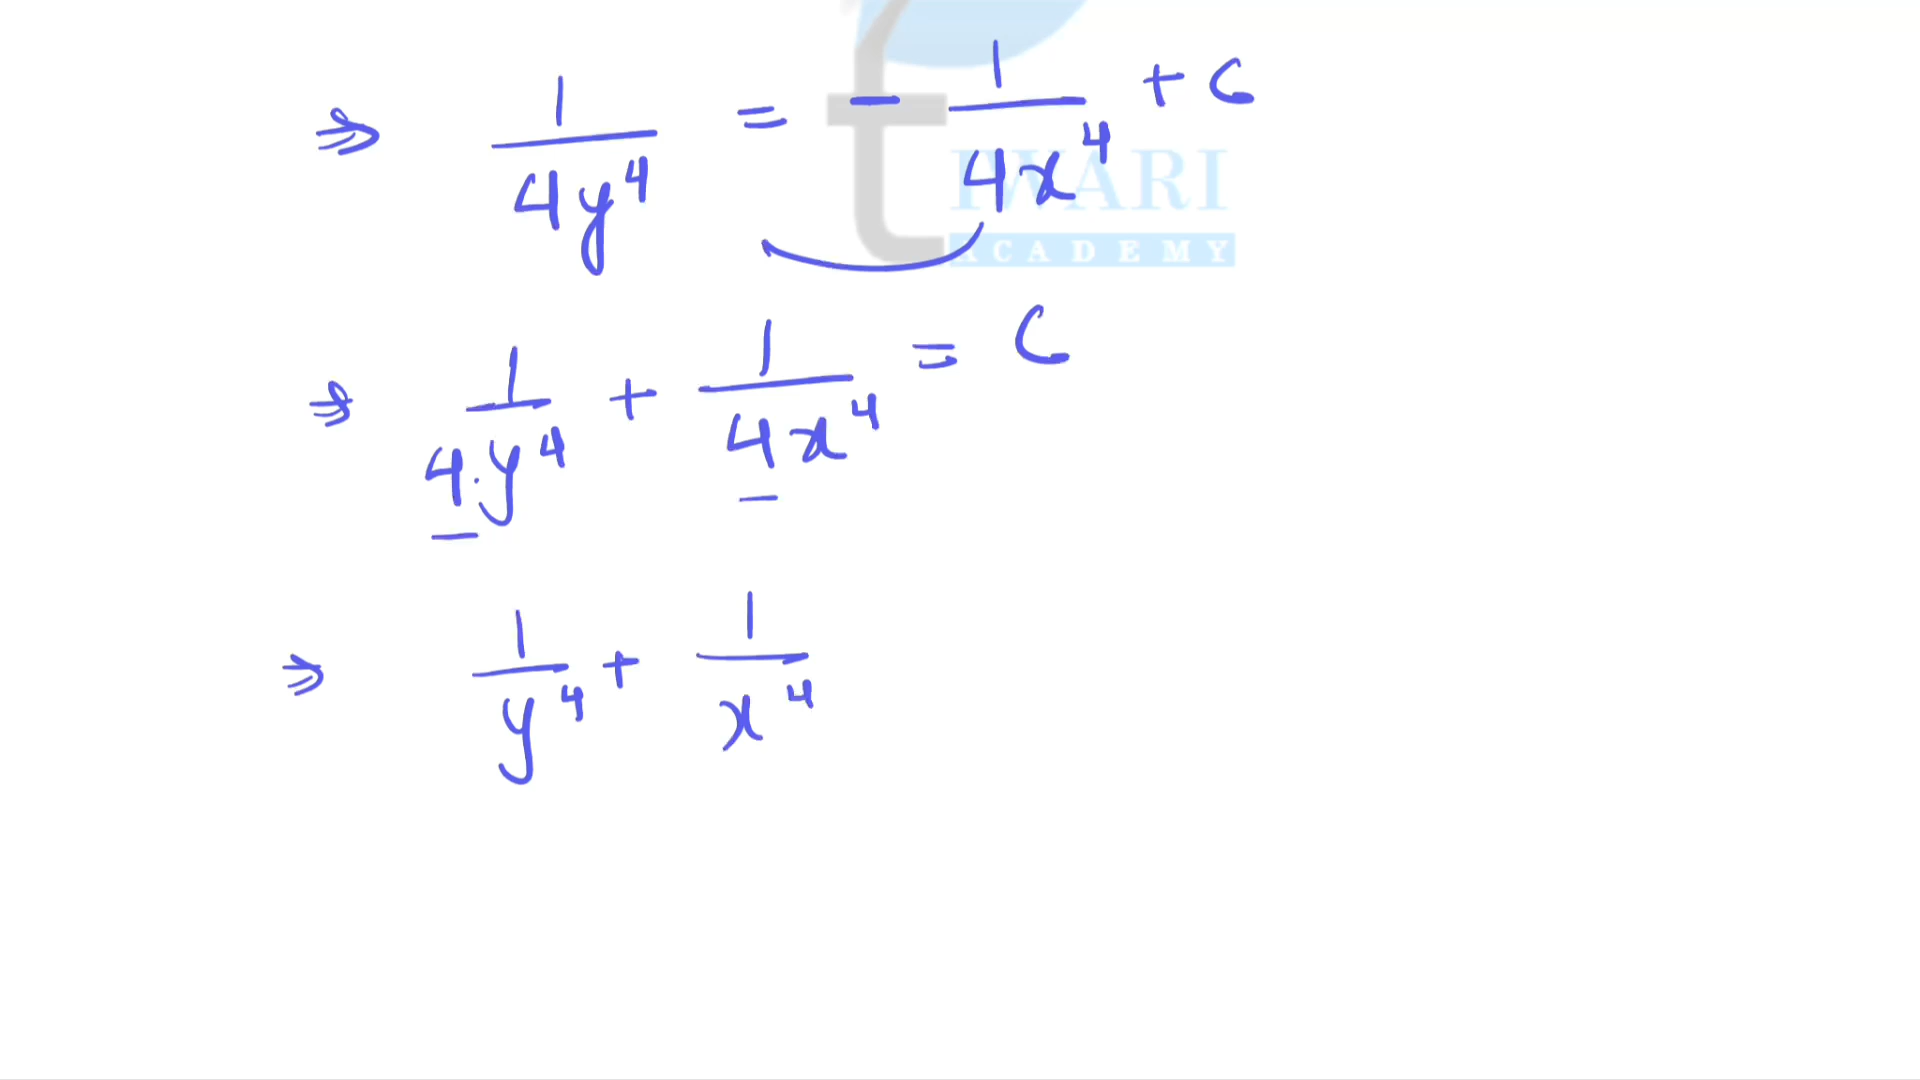 ⇒ 1/4y⁴ = - 1/4x⁴ + C
TIWARI
ACADEMY
⇒ 1/4.y⁴ + 1/4x⁴ = C
⇒ 1/y⁴ + 1/x⁴